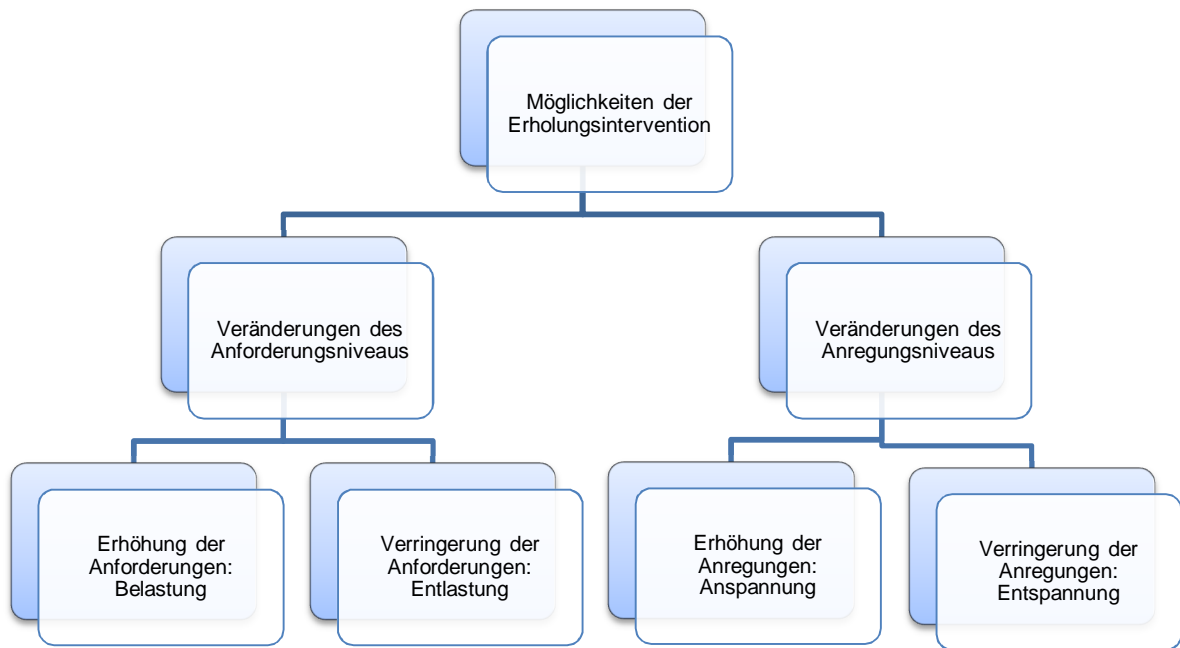 Möglichkeiten der
Erholungsintervention
Veränderungen des
Anforderungsniveaus
Veränderungen des
Anregungsniveaus
Erhöhung der
Anforderungen:
Belastung
Verringerung der
Anforderungen:
Entlastung
Erhöhung der
Anregungen:
Anspannung
Verringerung der
Anregungen:
Entspannung